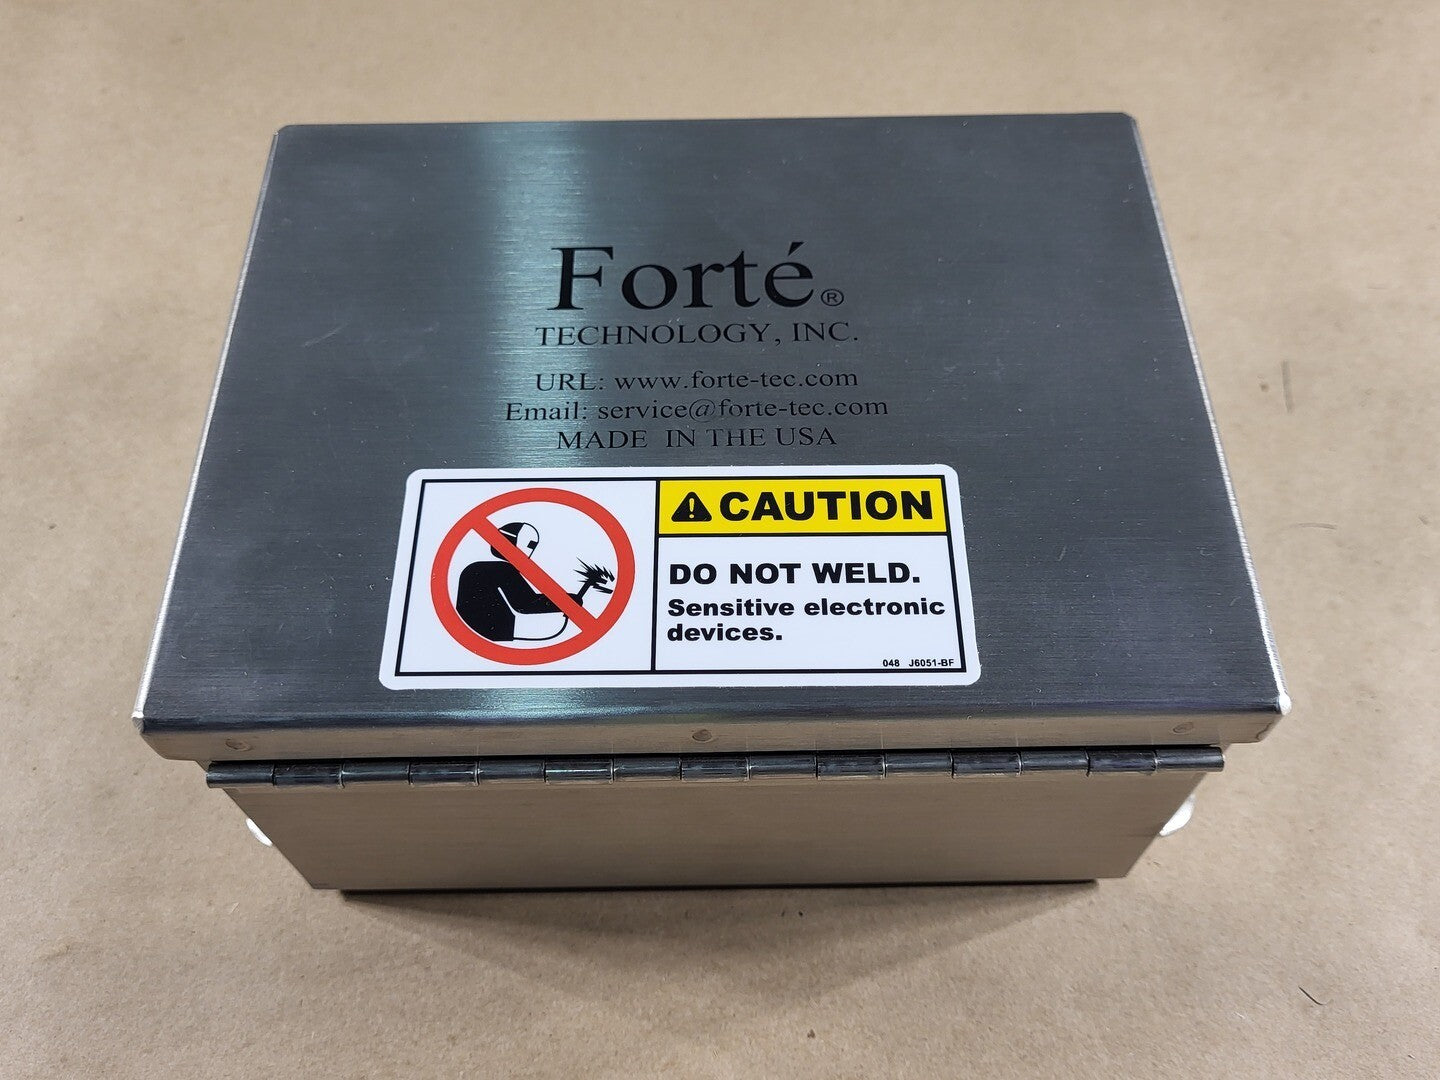 Forté®
TECHNOLOGY, INC.
URL: www.forte-tec.com
Email: service@forte-tec.com
MADE IN THE USA
CAUTION
DO NOT WELD.
Sensitive electronic
devices.
048 J6051-BF